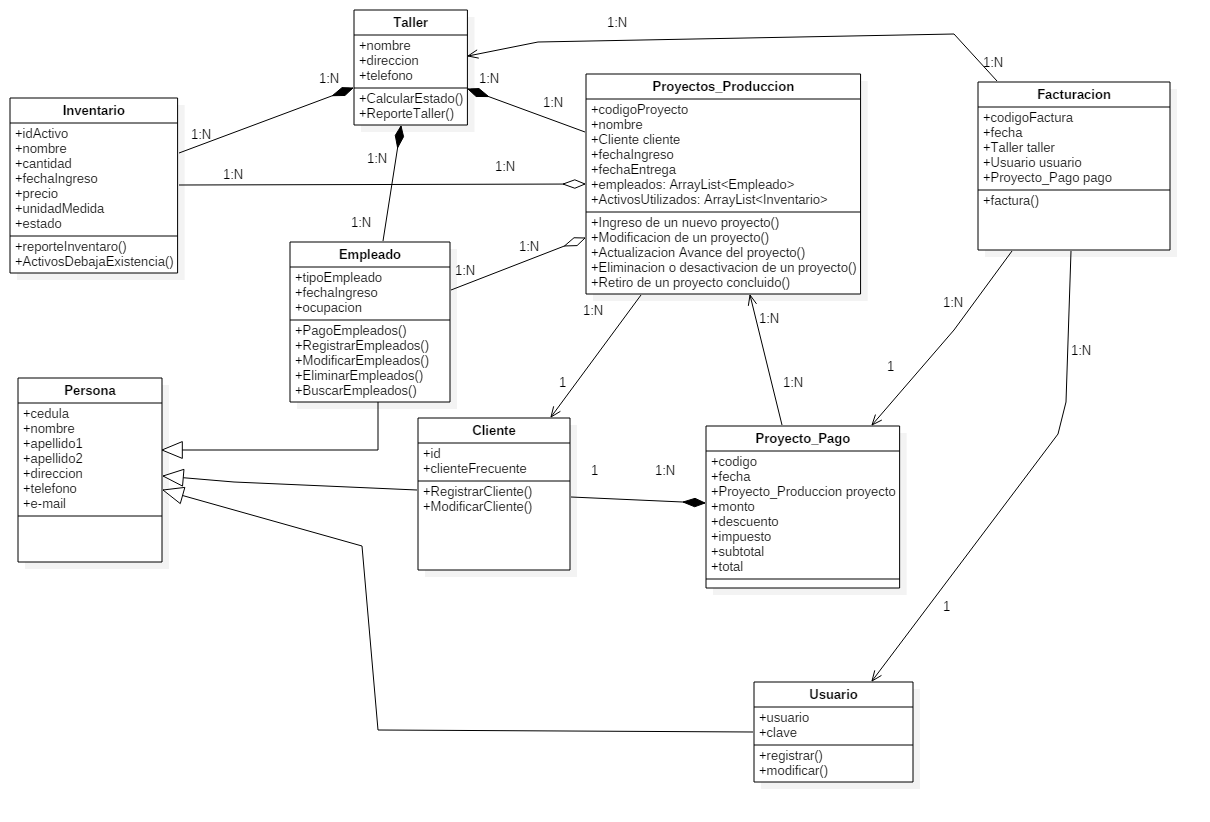 Taller
+nombre
+direccion
+telefono
+CalcularEstado()
+ReporteTaller()
1:N
1:N
1:N
1:N
1:N
1:N
Inventario
+idActivo
+nombre
+cantidad
+fechaIngreso
+precio
+unidadMedida
+estado
+reporteInventaro()
+ActivosDebajaExistencia()
Proyectos_Produccion
+codigoProyecto
+nombre
+Cliente cliente
+fechaIngreso
+fechaEntrega
+empleados: ArrayList<Empleado>
+ActivosUtilizados: ArrayList<Inventario>
+Ingreso de un nuevo proyecto()
+Modificacion de un proyecto()
+Actualizacion Avance del proyecto()
+Eliminacion o desactivacion de un proyecto()
+Retiro de un proyecto concluido()
Facturacion
+codigoFactura
+fecha
+Taller taller
+Usuario usuario
+Proyecto_Pago pago
+factura()
1:N
1:N
1:N
1:N
1:N
1:N
Empleado
+tipoEmpleado
+fechaIngreso
+ocupacion
+PagoEmpleados()
+RegistrarEmpleados()
+ModificarEmpleados()
+EliminarEmpleados()
+BuscarEmpleados()
1:N
1
1:N
1:N
1:N
1
1:N
Persona
+cedula
+nombre
+apellido1
+apellido2
+direccion
+telefono
+e-mail
Cliente
+id
+clienteFrecuente
+RegistrarCliente()
+ModificarCliente()
1
1:N
Proyecto_Pago
+codigo
+fecha
+Proyecto_Produccion proyecto
+monto
+descuento
+impuesto
+subtotal
+total
1
Usuario
+usuario
+clave
+registrar()
+modificar()